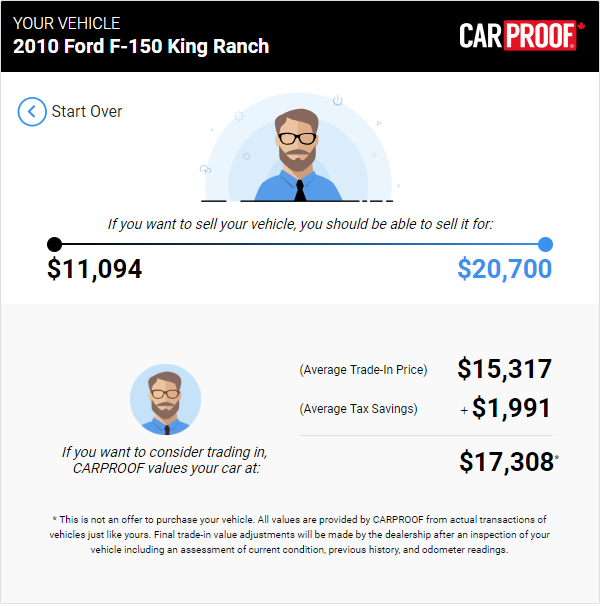 YOUR VEHICLE
2010 Ford F-150 King Ranch
CARPROOF
Start Over
If you want to sell your vehicle, you should be able to sell it for:
$11,094
$20,700
(Average Trade-In Price) $15,317
(Average Tax Savings) + $1,991
If you want to consider trading in,
CARPROOF values your car at:
$17,308*
* This is not an offer to purchase your vehicle. All values are provided by CARPROOF from actual transactions of
vehicles just like yours. Final trade-in value adjustments will be made by the dealership after an inspection of your
vehicle including an assessment of current condition, previous history, and odometer readings.